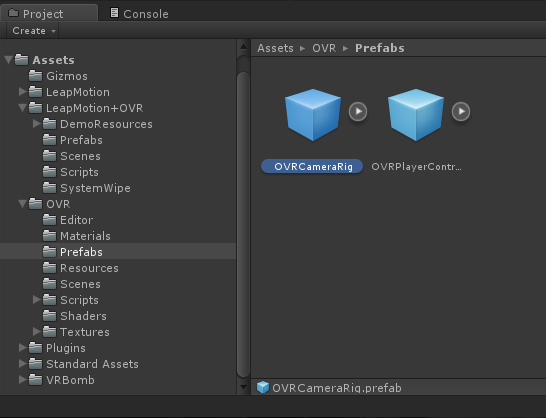 Project
Console
Create
Assets
Gizmos
LeapMotion
LeapMotion+OVR
DemoResources
Prefabs
Scenes
Scripts
SystemWipe
OVR
Editor
Materials
Prefabs
Resources
Scenes
Scripts
Shaders
Textures
Plugins
Standard Assets
VRBomb
Assets OVR Prefabs
OVRCameraRig
OVRPlayerContr...
OVRCameraRig.prefab